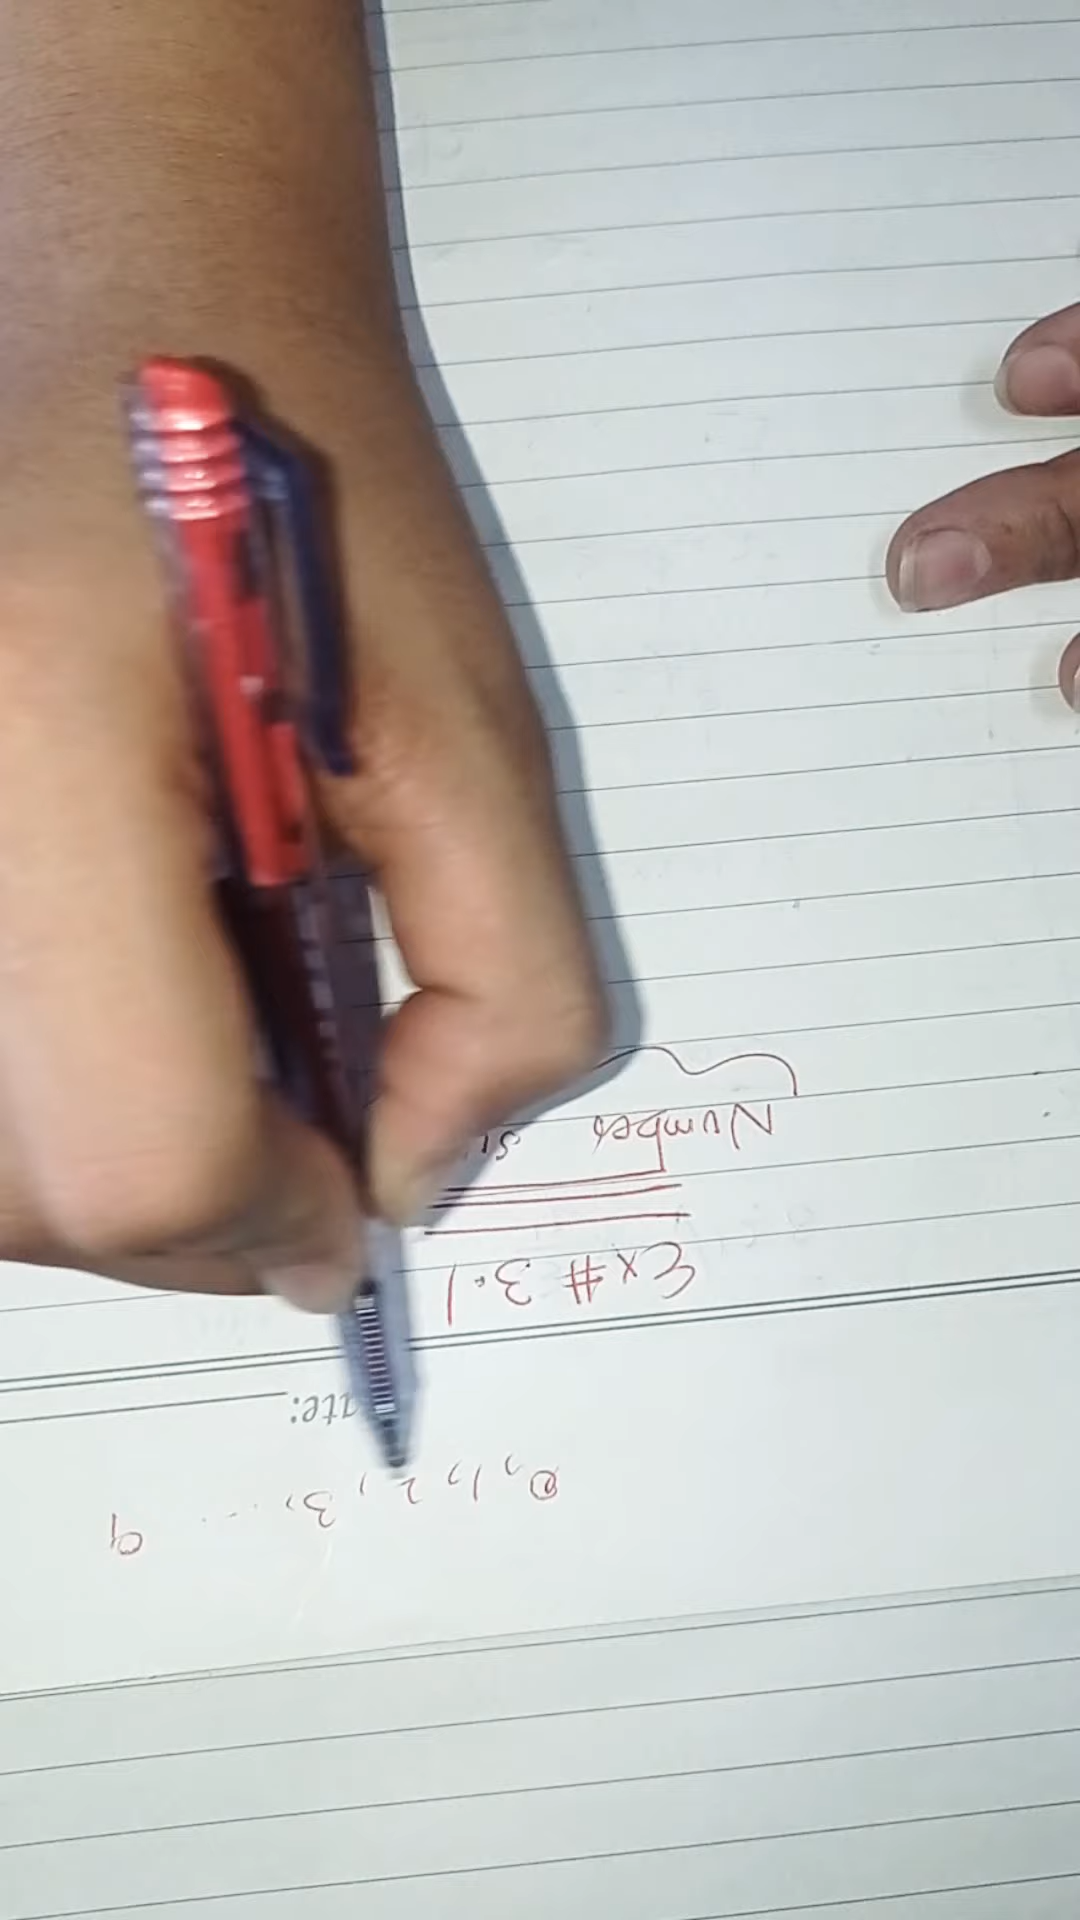 0, 1, 2, 3, ... 9
Ex # 3.1
Number